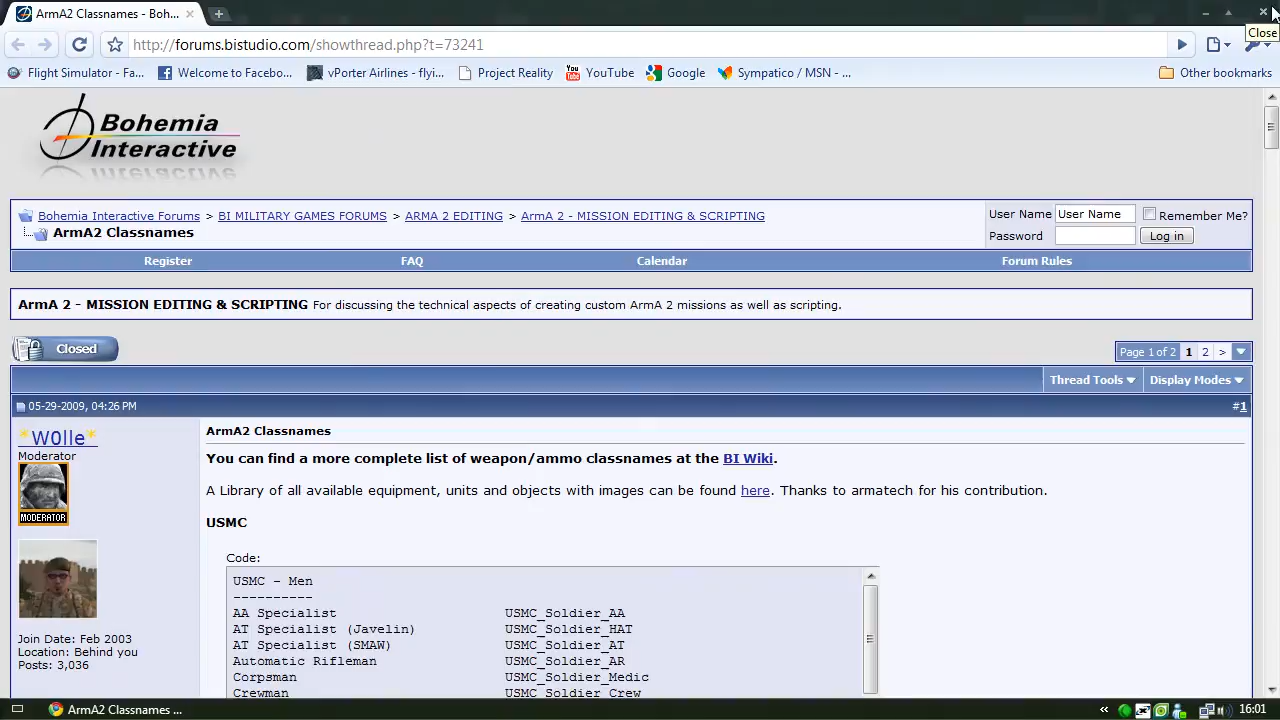 ArmA2 Classnames - Boh...
Close
http://forums.bistudio.com/showthread.php?t=73241
Flight Simulator - Fa...
Welcome to Facebo...
vPorter Airlines - flyi...
Project Reality
You Tube YouTube
Google
Sympatico / MSN - ...
Other bookmarks
Bohemia
Interactive
Bohemia Interactive Forums > BI MILITARY GAMES FORUMS > ARMA 2 EDITING > ArmA 2 - MISSION EDITING & SCRIPTING
ArmA2 Classnames
User Name User Name Remember Me?
Password Log in
Register FAQ Calendar Forum Rules
ArmA 2 - MISSION EDITING & SCRIPTING For discussing the technical aspects of creating custom ArmA 2 missions as well as scripting.
Closed
Page 1 of 2 1 2 >
Thread Tools Display Modes
05-29-2009, 04:26 PM #1
*W0lle*
Moderator
MODERATOR
Join Date: Feb 2003
Location: Behind you
Posts: 3,036
ArmA2 Classnames
You can find a more complete list of weapon/ammo classnames at the BI Wiki.
A Library of all available equipment, units and objects with images can be found here. Thanks to armatech for his contribution.
USMC
Code:
USMC - Men
----------
AA Specialist USMC_Soldier_AA
AT Specialist (Javelin) USMC_Soldier_HAT
AT Specialist (SMAW) USMC_Soldier_AT
Automatic Rifleman USMC_Soldier_AR
Corpsman USMC_Soldier_Medic
Crewman USMC_Soldier_Crew
ArmA2 Classnames ...
« 16:01